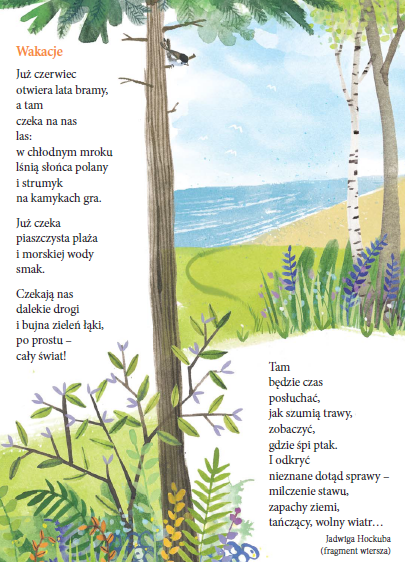 Wakacje
Już czerwiec
otwiera lata bramy,
a tam
czeka na nas
las:
w chłodnym mroku
lśnią słońca polany
i strumyk
na kamykach gra.
Już czeka
piaszczysta plaża
i morskiej wody
smak.
Czekają nas
dalekie drogi
i bujna zieleń łąki,
po prostu –
cały świat!
Tam
będzie czas
posłuchać,
jak szumią trawy,
zobaczyć,
gdzie śpi ptak.
I odkryć
nieznane dotąd sprawy –
milczenie stawu,
zapachy ziemi,
tańczący, wolny wiatr…
Jadwiga Hockuba
(fragment wiersza)